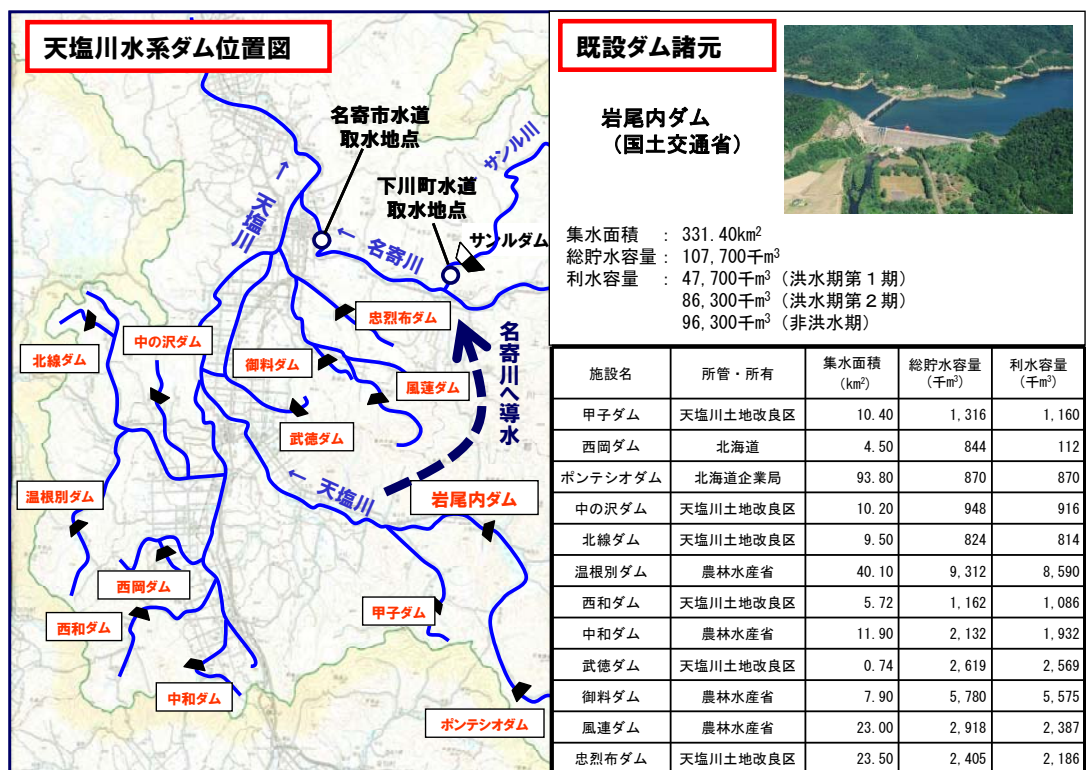 天塩川水系ダム位置図
名寄市水道
取水地点
サンル川
下川町水道
取水地点
天塩川
←
名寄川
←
サンルダム
忠烈布ダム
中の沢ダム
北線ダム
御料ダム
風蓮ダム
名寄川へ導水
武徳ダム
天塩川
←
岩尾内ダム
温根別ダム
西岡ダム
甲子ダム
西和ダム
中和ダム
ポンテシオダム
既設ダム諸元
岩尾内ダム
(国土交通省)
集水面積 : 331.40km²
総貯水容量 : 107,700千m³
利水容量 : 47,700千m³(洪水期第1期)
86,300千m³(洪水期第2期)
96,300千m³(非洪水期)
施設名 所管・所有 集水面積(km²) 総貯水容量(千m³) 利水容量(千m³)
甲子ダム 天塩川土地改良区 10.40 1,316 1,160
西岡ダム 北海道 4.50 844 112
ポンテシオダム 北海道企業局 93.80 870 870
中の沢ダム 天塩川土地改良区 10.20 948 916
北線ダム 天塩川土地改良区 9.50 824 814
温根別ダム 農林水産省 40.10 9,312 8,590
西和ダム 天塩川土地改良区 5.72 1,162 1,086
中和ダム 農林水産省 11.90 2,132 1,932
武徳ダム 天塩川土地改良区 0.74 2,619 2,569
御料ダム 農林水産省 7.90 5,780 5,575
風連ダム 農林水産省 23.00 2,918 2,387
忠烈布ダム 天塩川土地改良区 23.50 2,405 2,186